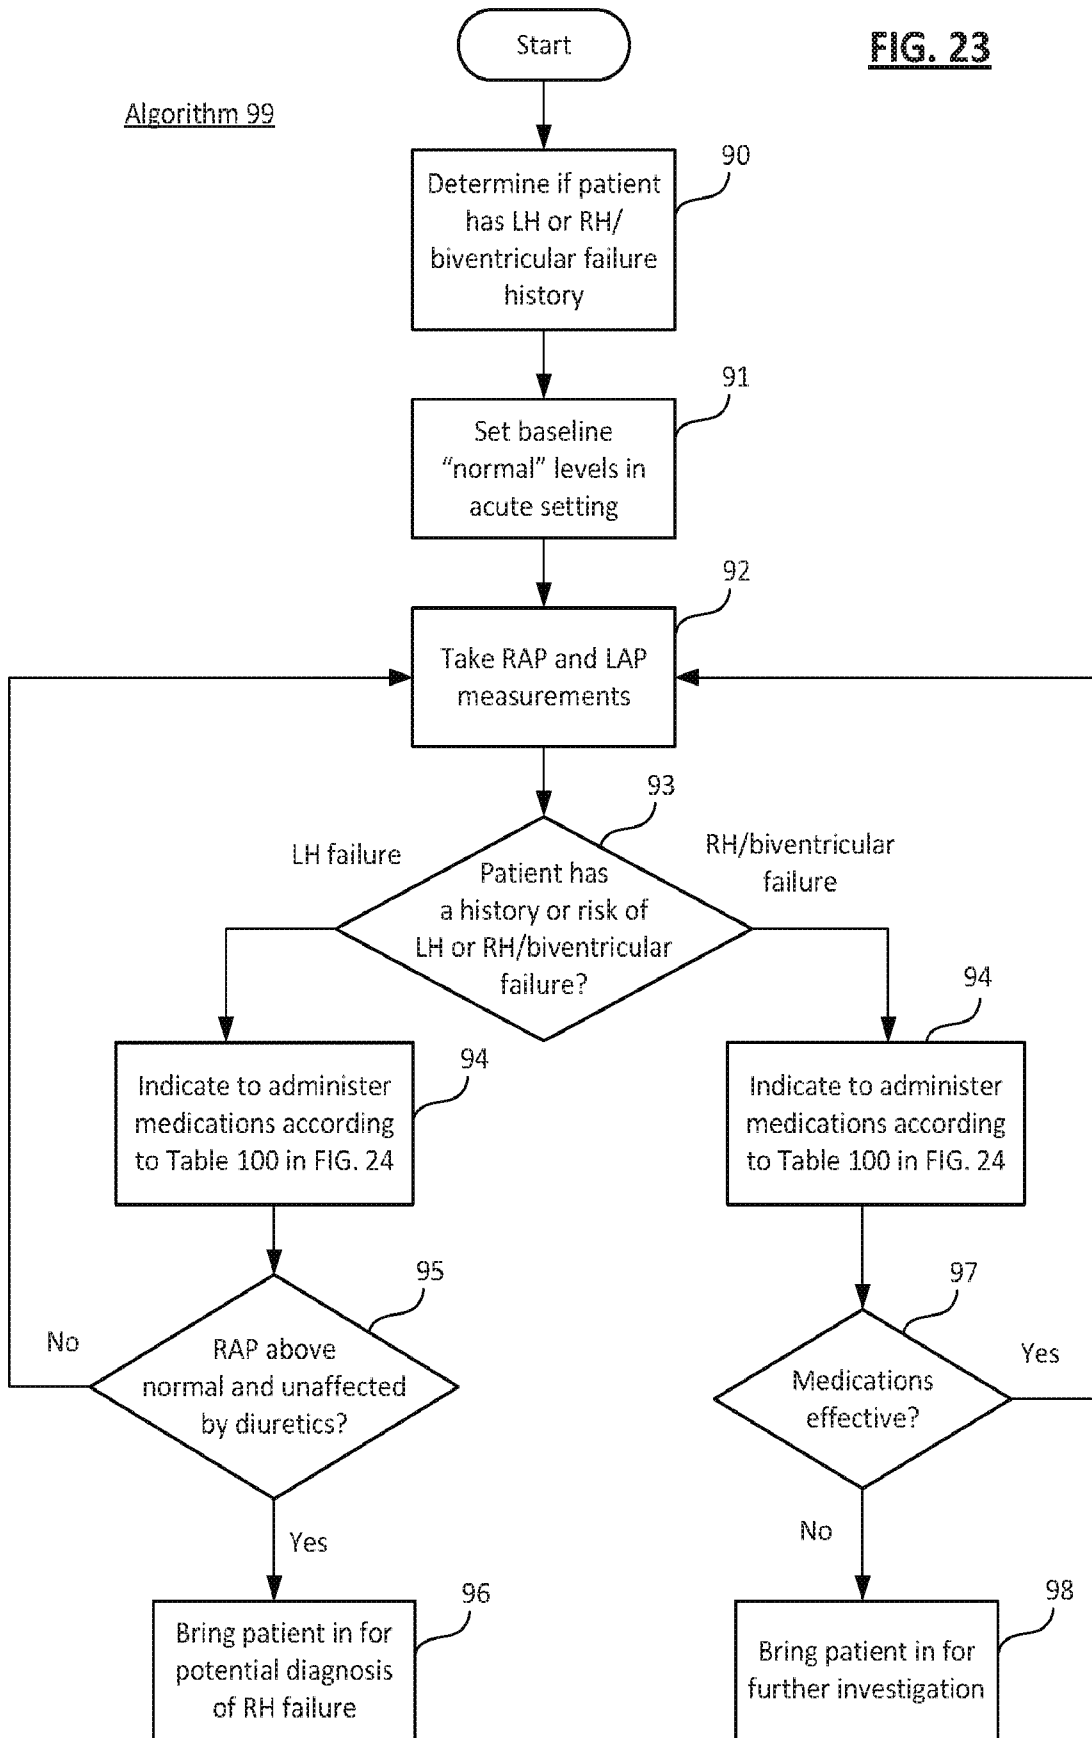 Start
FIG. 23
Algorithm 99
90
Determine if patient
has LH or RH/
biventricular failure
history
91
Set baseline
“normal” levels in
acute setting
92
Take RAP and LAP
measurements
93
LH failure
RH/biventricular
failure
Patient has
a history or risk of
LH or RH/biventricular
failure?
94
Indicate to administer
medications according
to Table 100 in FIG. 24
94
Indicate to administer
medications according
to Table 100 in FIG. 24
95
No
RAP above
normal and unaffected
by diuretics?
97
Yes
Medications
effective?
Yes
No
96
Bring patient in for
potential diagnosis
of RH failure
98
Bring patient in for
further investigation